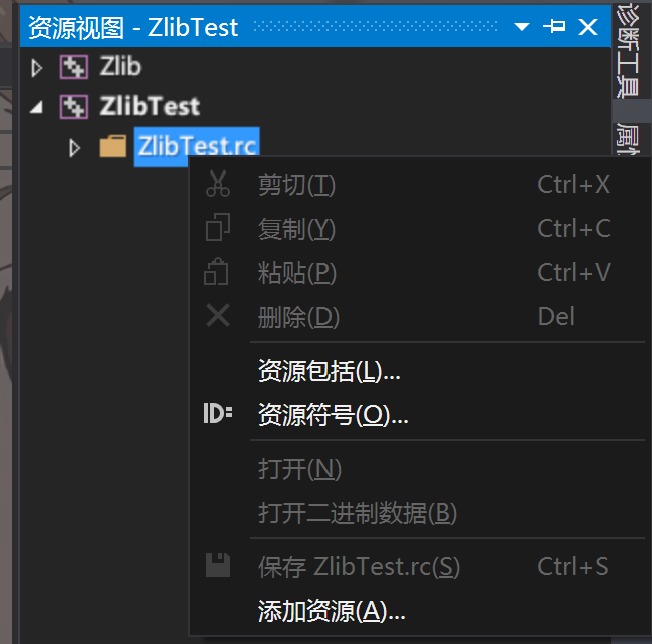 资源视图 - ZlibTest
Zlib
ZlibTest
ZlibTest.rc
剪切(T) Ctrl+X
复制(Y) Ctrl+C
粘贴(P) Ctrl+V
删除(D) Del
资源包括(L)...
ID: 资源符号(O)...
打开(N)
打开二进制数据(B)
保存 ZlibTest.rc(S) Ctrl+S
添加资源(A)...
诊断工具
属